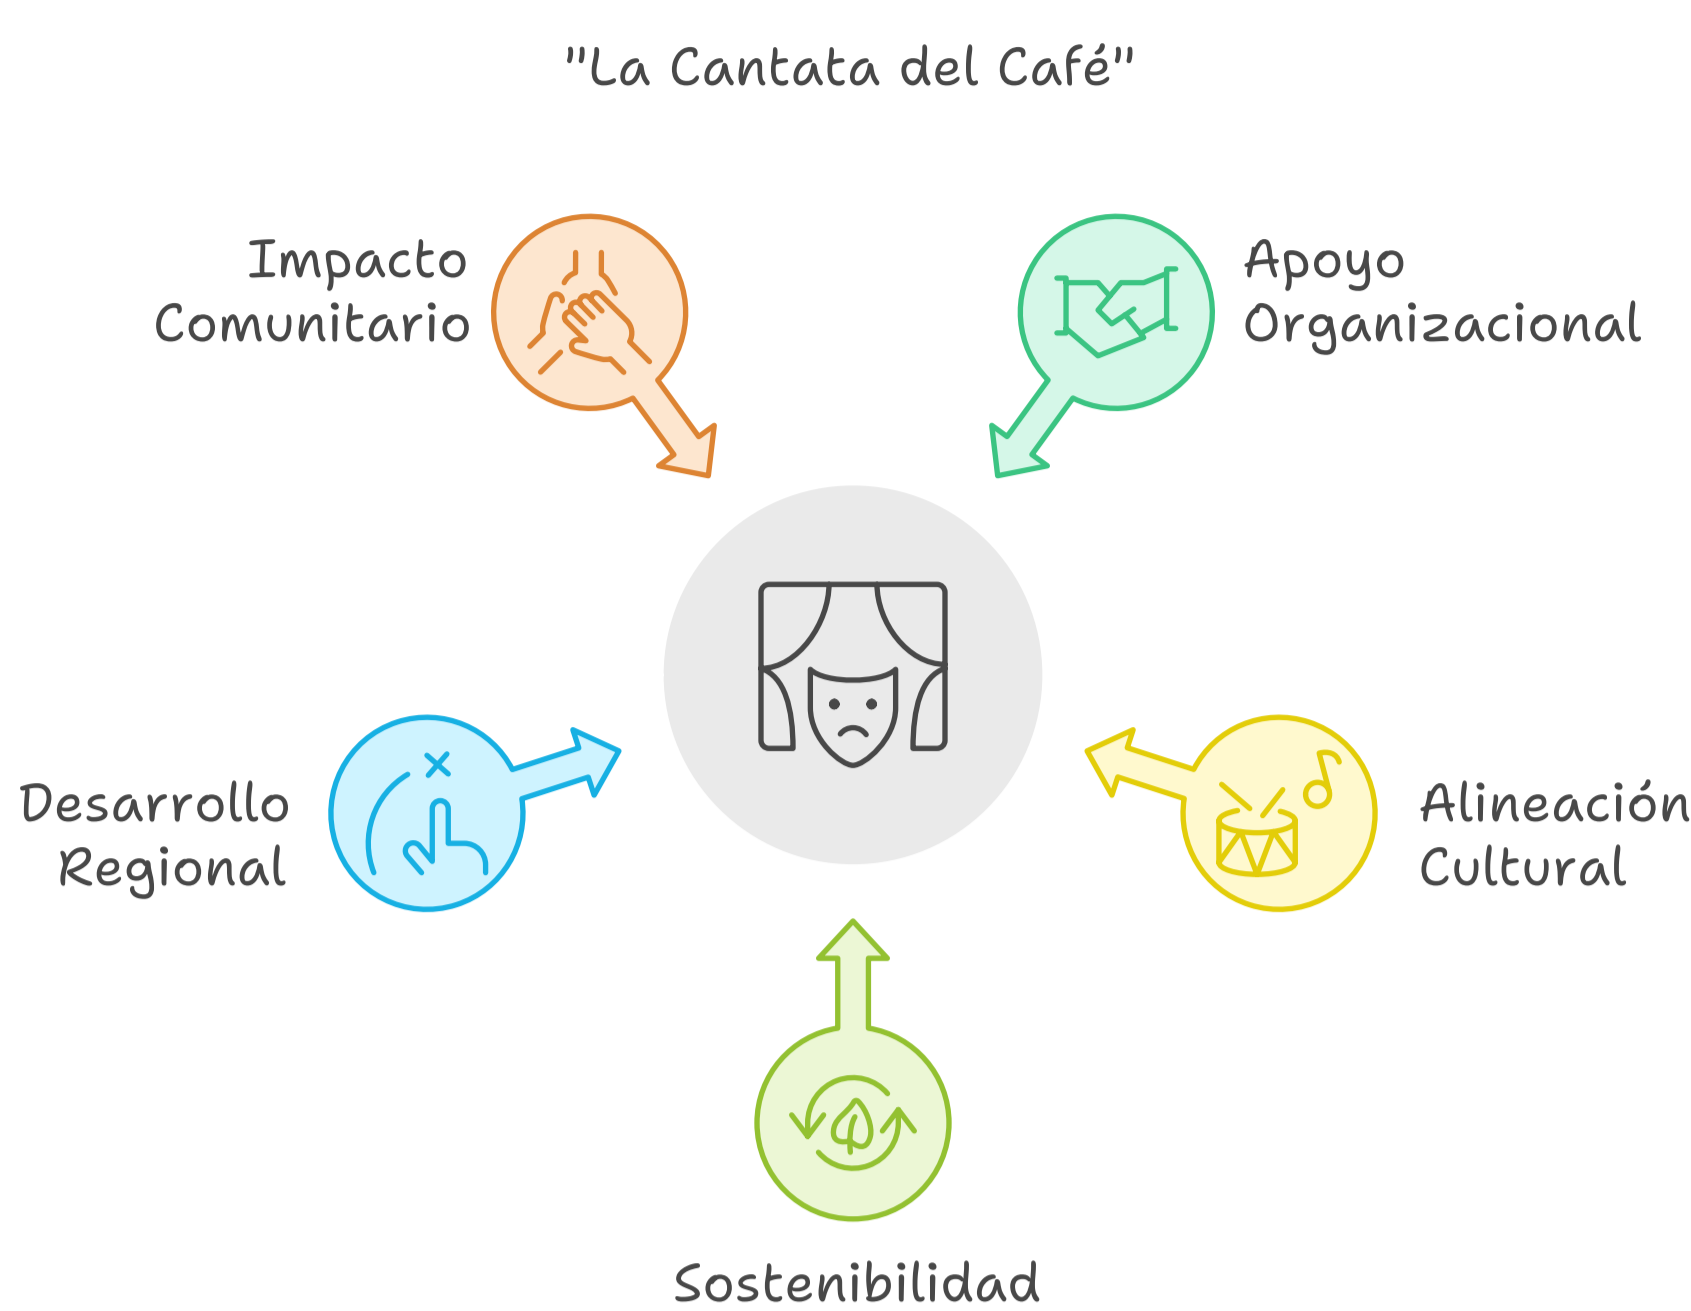 "La Cantata del Café"
Impacto
Comunitario
Apoyo
Organizacional
Desarrollo
Regional
Alineación
Cultural
Sostenibilidad